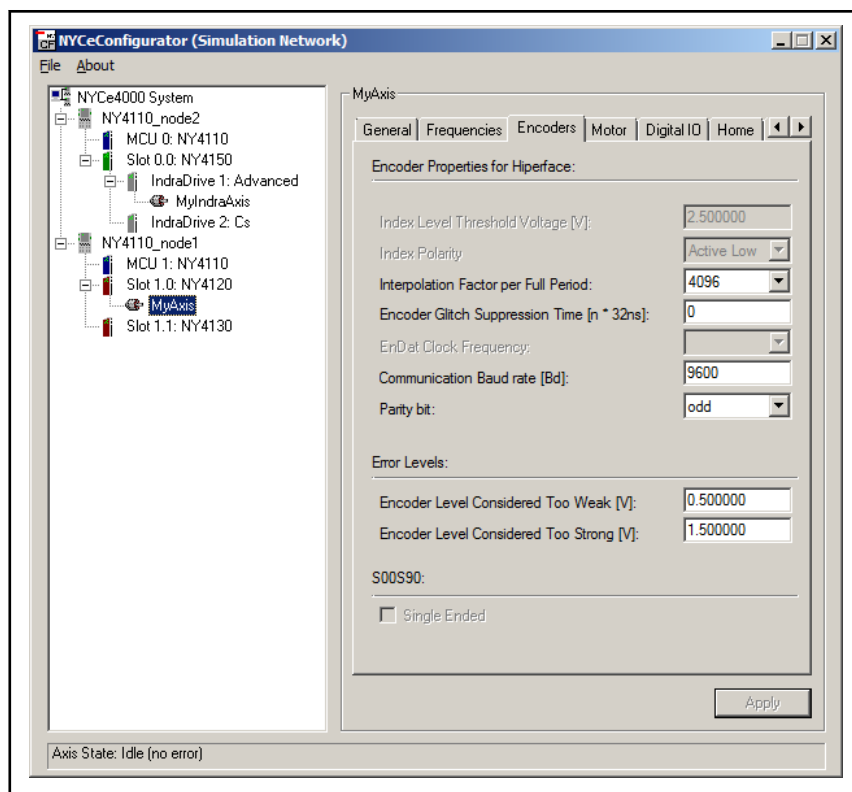 NYCeConfigurator (Simulation Network)
File About
NYCe4000 System
NY4110_node2
MCU 0: NY4110
Slot 0.0: NY4150
IndraDrive 1: Advanced
MyIndraAxis
IndraDrive 2: Cs
NY4110_node1
MCU 1: NY4110
Slot 1.0: NY4120
MyAxis
Slot 1.1: NY4130
MyAxis
General Frequencies Encoders Motor Digital IO Home
Encoder Properties for Hiperface:
Index Level Threshold Voltage [V]: 2.500000
Index Polarity Active Low
Interpolation Factor per Full Period: 4096
Encoder Glitch Suppression Time [n * 32ns]: 0
EnDat Clock Frequency:
Communication Baud rate [Bd]: 9600
Parity bit: odd
Error Levels:
Encoder Level Considered Too Weak [V]: 0.500000
Encoder Level Considered Too Strong [V]: 1.500000
S00S90:
Single Ended
Apply
Axis State: Idle (no error)